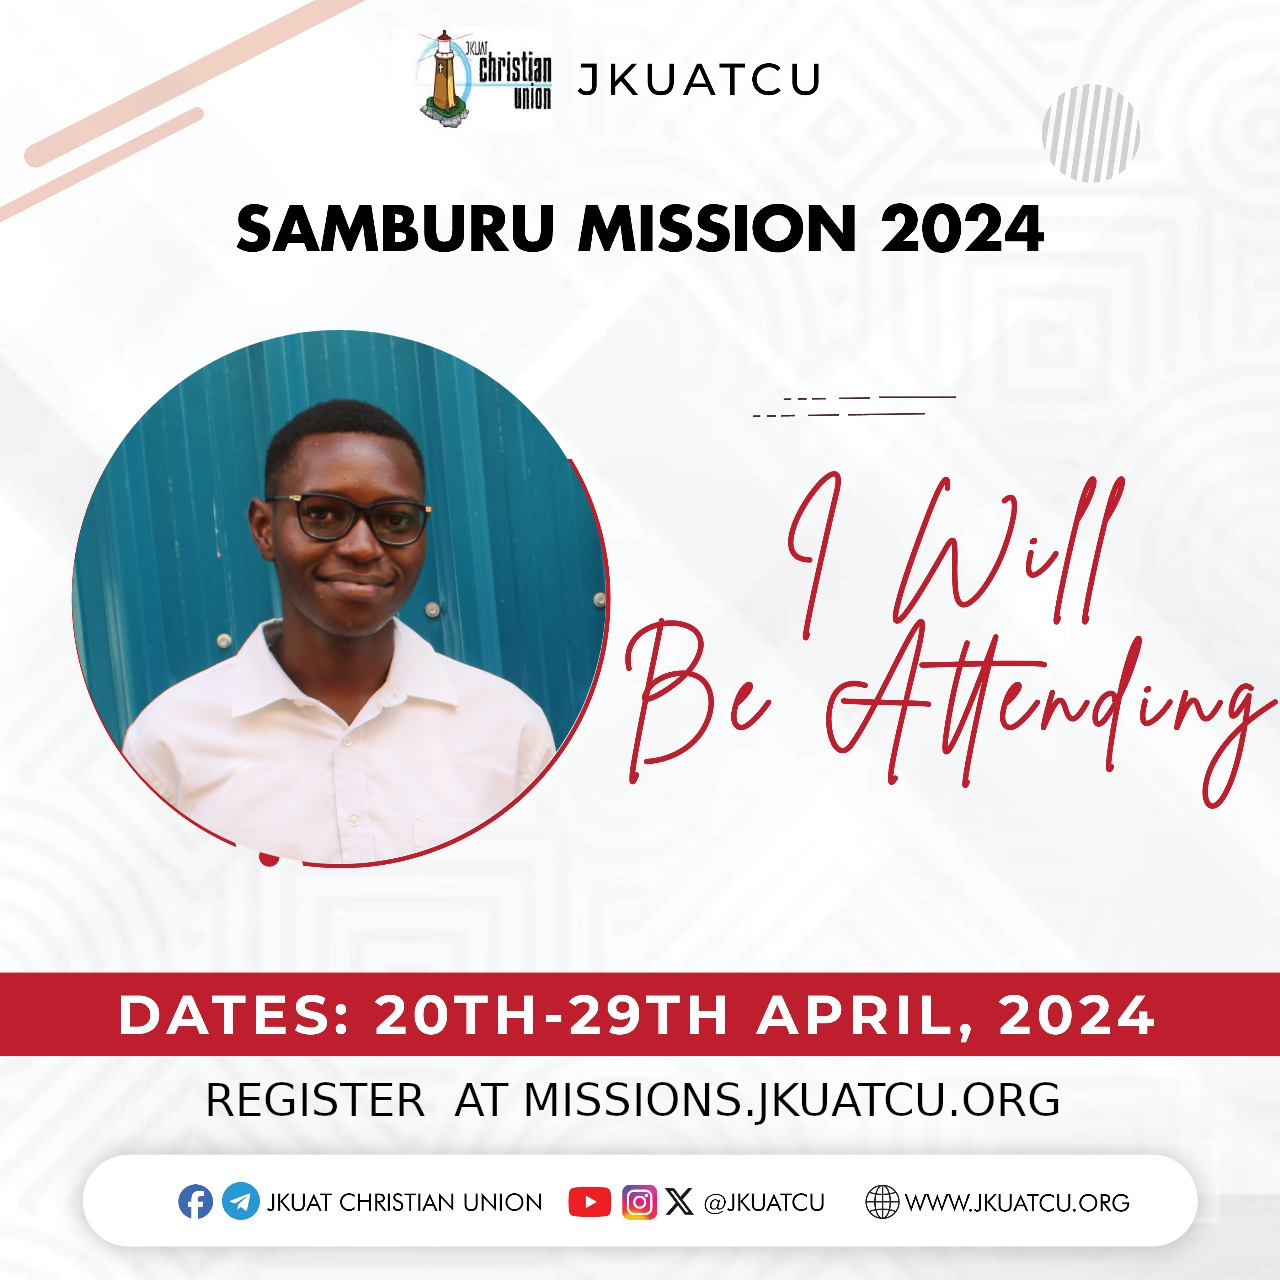 JKUAT
christian
union
JKUATCU
SAMBURU MISSION 2024
I Will
Be Attending
DATES: 20TH-29TH APRIL, 2024
REGISTER AT MISSIONS.JKUATCU.ORG
JKUAT CHRISTIAN UNION @JKUATCU WWW.JKUATCU.ORG